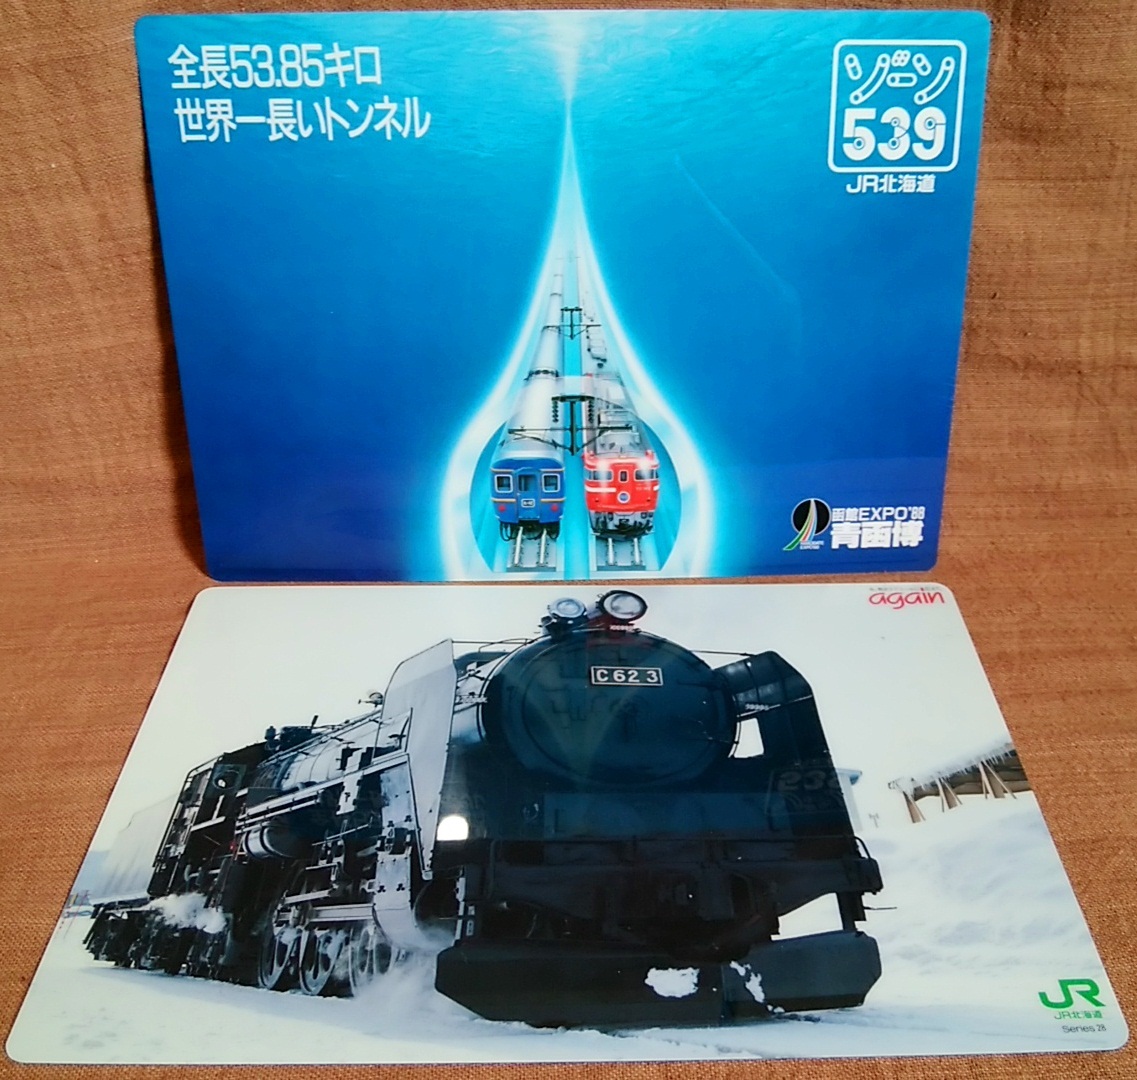 全長53.85キロ
世界一長いトンネル
ゾーン
539
JR北海道
函館EXPO'88
青函博
again
C62 3
JR
JR北海道
Series 28